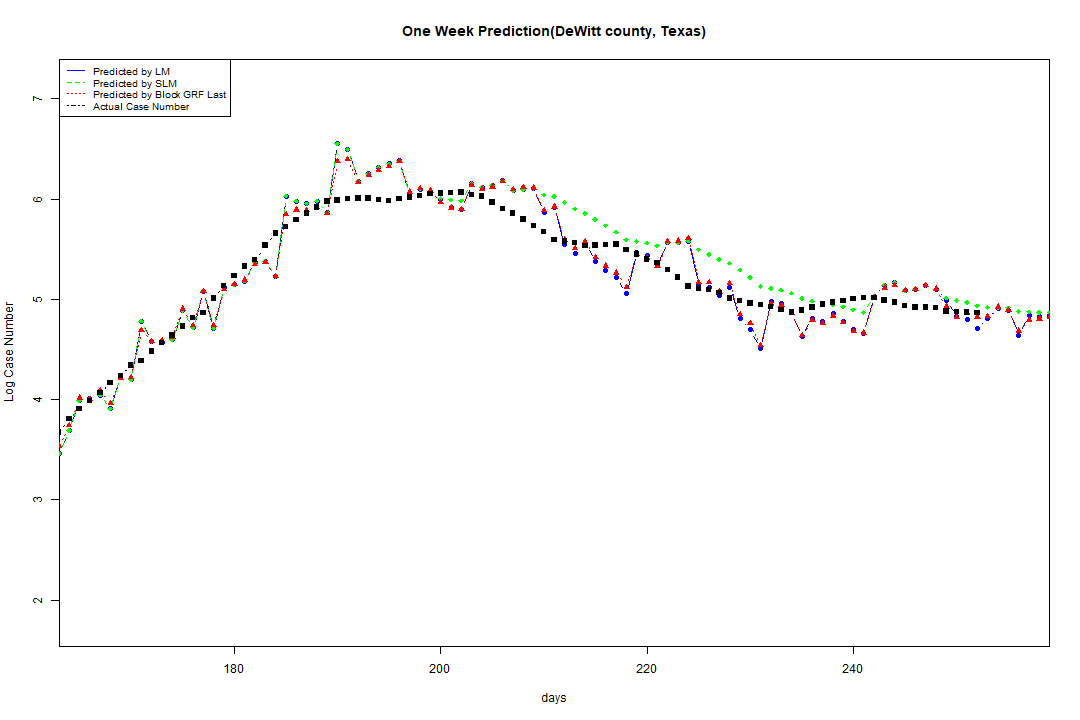 One Week Prediction(DeWitt county, Texas)
Predicted by LM
Predicted by SLM
Predicted by Block GRF Last
Actual Case Number
7
6
5
4
3
2
Log Case Number
180 200 220 240
days